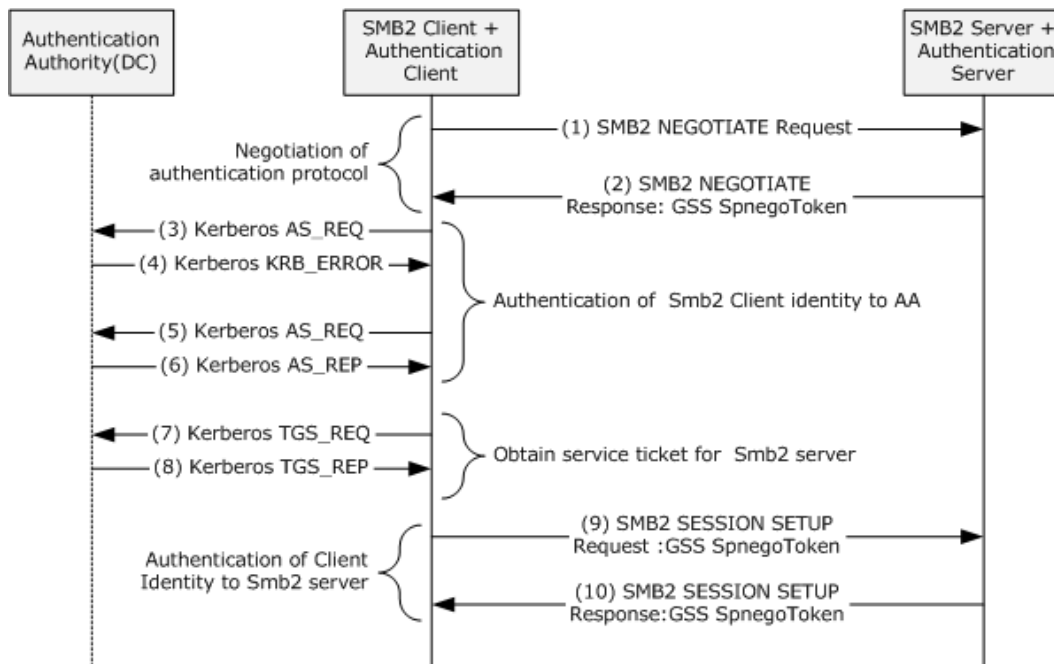 Authentication
Authority(DC)
SMB2 Client +
Authentication
Client
SMB2 Server +
Authentication
Server
(1) SMB2 NEGOTIATE Request
Negotiation of
authentication protocol
(2) SMB2 NEGOTIATE
Response: GSS SpnegoToken
(3) Kerberos AS_REQ
(4) Kerberos KRB_ERROR
Authentication of Smb2 Client identity to AA
(5) Kerberos AS_REQ
(6) Kerberos AS_REP
(7) Kerberos TGS_REQ
Obtain service ticket for Smb2 server
(8) Kerberos TGS_REP
(9) SMB2 SESSION SETUP
Request :GSS SpnegoToken
Authentication of Client
Identity to Smb2 server
(10) SMB2 SESSION SETUP
Response:GSS SpnegoToken